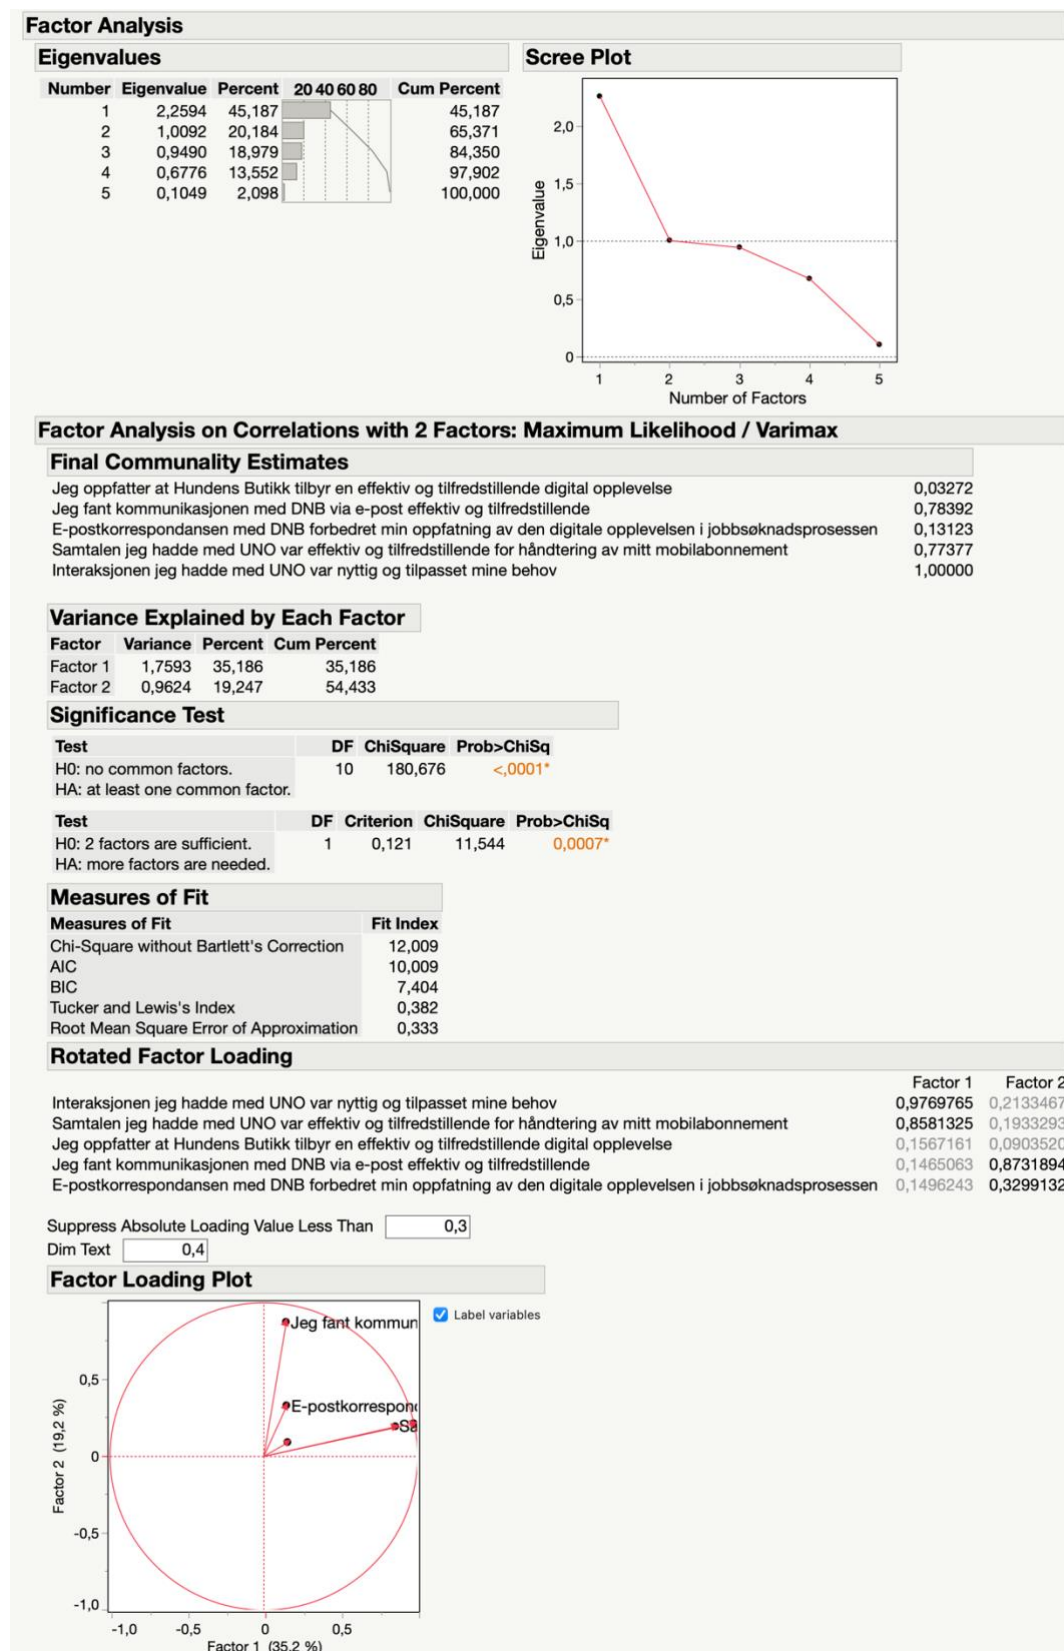 Factor Analysis
Eigenvalues
Number Eigenvalue Percent 20 40 60 80 Cum Percent
1 2,2594 45,187 45,187
2 1,0092 20,184 65,371
3 0,9490 18,979 84,350
4 0,6776 13,552 97,902
5 0,1049 2,098 100,000
Scree Plot
2,0
1,5
1,0
0,5
0
Eigenvalue
1 2 3 4 5
Number of Factors
Factor Analysis on Correlations with 2 Factors: Maximum Likelihood / Varimax
Final Communality Estimates
Jeg oppfatter at Hundens Butikk tilbyr en effektiv og tilfredstillende digital opplevelse 0,03272
Jeg fant kommunikasjonen med DNB via e-post effektiv og tilfredstillende 0,78392
E-postkorrespondansen med DNB forbedret min oppfatning av den digitale opplevelsen i jobbsøknadsprosessen 0,13123
Samtalen jeg hadde med UNO var effektiv og tilfredstillende for håndtering av mitt mobilabonnement 0,77377
Interaksjonen jeg hadde med UNO var nyttig og tilpasset mine behov 1,00000
Variance Explained by Each Factor
Factor Variance Percent Cum Percent
Factor 1 1,7593 35,186 35,186
Factor 2 0,9624 19,247 54,433
Significance Test
Test DF ChiSquare Prob>ChiSq
H0: no common factors. 10 180,676 <,0001*
HA: at least one common factor.
Test DF Criterion ChiSquare Prob>ChiSq
H0: 2 factors are sufficient. 1 0,121 11,544 0,0007*
HA: more factors are needed.
Measures of Fit
Measures of Fit Fit Index
Chi-Square without Bartlett's Correction 12,009
AIC 10,009
BIC 7,404
Tucker and Lewis's Index 0,382
Root Mean Square Error of Approximation 0,333
Rotated Factor Loading
Factor 1 Factor 2
Interaksjonen jeg hadde med UNO var nyttig og tilpasset mine behov 0,9769765 0,2133467
Samtalen jeg hadde med UNO var effektiv og tilfredstillende for håndtering av mitt mobilabonnement 0,8581325 0,1933293
Jeg oppfatter at Hundens Butikk tilbyr en effektiv og tilfredstillende digital opplevelse 0,1567161 0,0903520
Jeg fant kommunikasjonen med DNB via e-post effektiv og tilfredstillende 0,1465063 0,8731894
E-postkorrespondansen med DNB forbedret min oppfatning av den digitale opplevelsen i jobbsøknadsprosessen 0,1496243 0,3299132
Suppress Absolute Loading Value Less Than 0,3
Dim Text 0,4
Factor Loading Plot
Label variables
Jeg fant kommun
E-postkorrespond
Sa
0,5
0
-0,5
-1,0
Factor 2 (19,2 %)
-1,0 -0,5 0 0,5
Factor 1 (35,2 %)